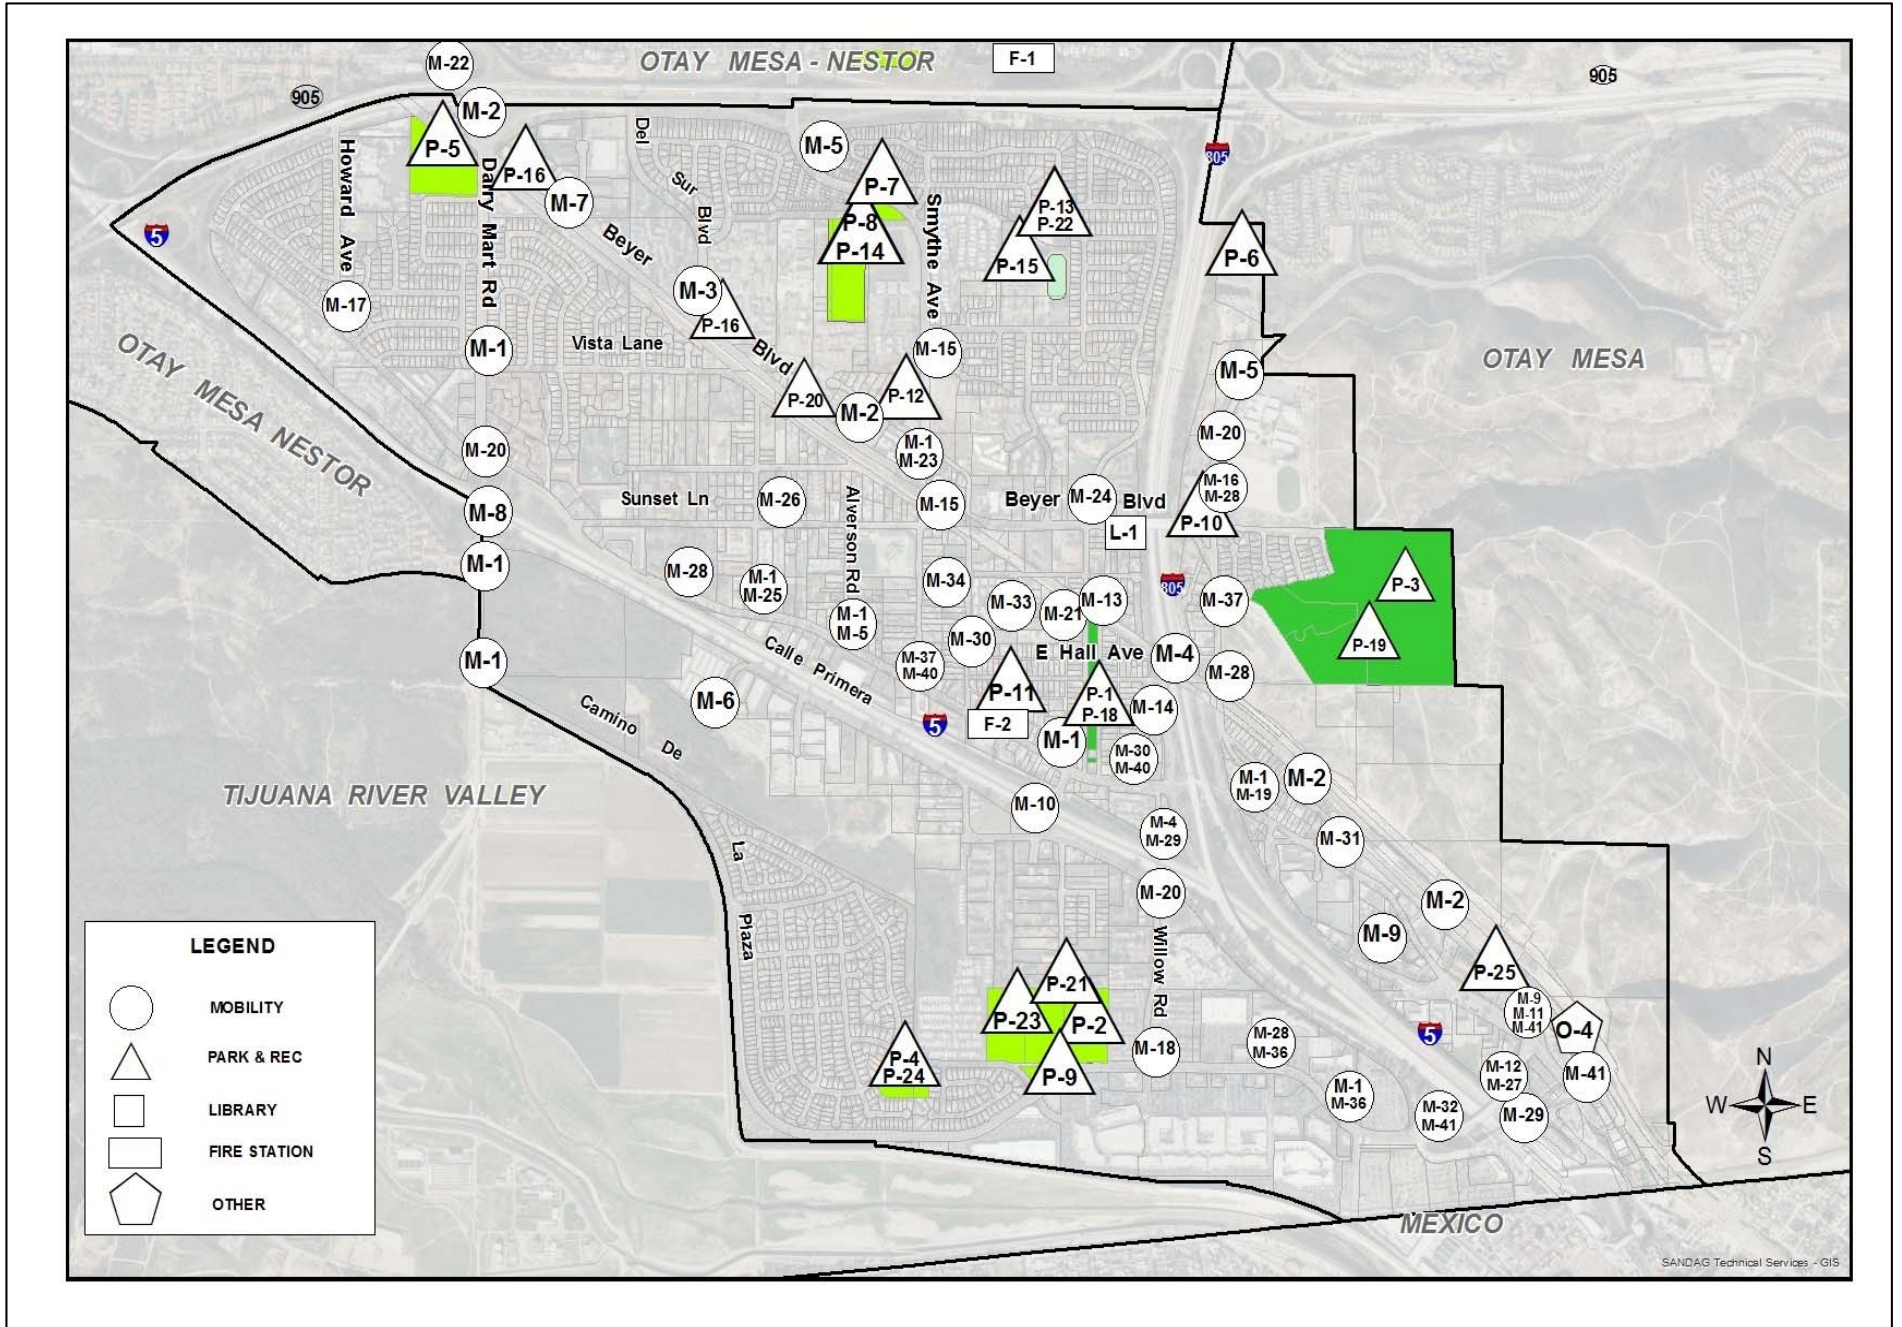 OTAY MESA - NESTOR
F-1
M-22
905
905
M-2
P-5
P-16
M-7
Howard Ave
Dairy Mart Rd
Del
Sur
Blvd
M-5
P-7
P-8
P-14
Smythe Ave
P-13
P-22
P-15
805
P-6
5
Beyer
M-3
P-16
M-17
M-1
Vista Lane
Blvd
M-15
P-20
M-2
P-12
M-5
OTAY MESA
OTAY MESA NESTOR
M-20
M-1
M-23
M-20
Sunset Ln
M-26
Alverson Rd
M-15
Beyer
M-24
Blvd
M-16
M-28
P-10
L-1
M-8
M-1
M-28
M-1
M-25
M-34
M-33
M-21
M-13
805
M-37
P-3
P-19
M-1
M-5
M-30
M-37
M-40
E Hall Ave
M-4
M-28
M-1
Calle Primera
M-6
P-11
F-2
5
P-1
P-18
M-14
M-1
M-30
M-40
Camino De
La
Plaza
TIJUANA RIVER VALLEY
M-10
M-1
M-19
M-2
M-4
M-29
M-31
M-20
Willow Rd
M-2
M-9
P-25
P-21
P-23
P-2
P-9
M-18
P-4
P-24
M-28
M-36
M-9
M-11
M-41
O-4
5
M-12
M-27
M-41
M-1
M-36
M-32
M-41
M-29
LEGEND
MOBILITY
PARK & REC
LIBRARY
FIRE STATION
OTHER
N
W
E
S
MEXICO
SANDAG Technical Services - GIS